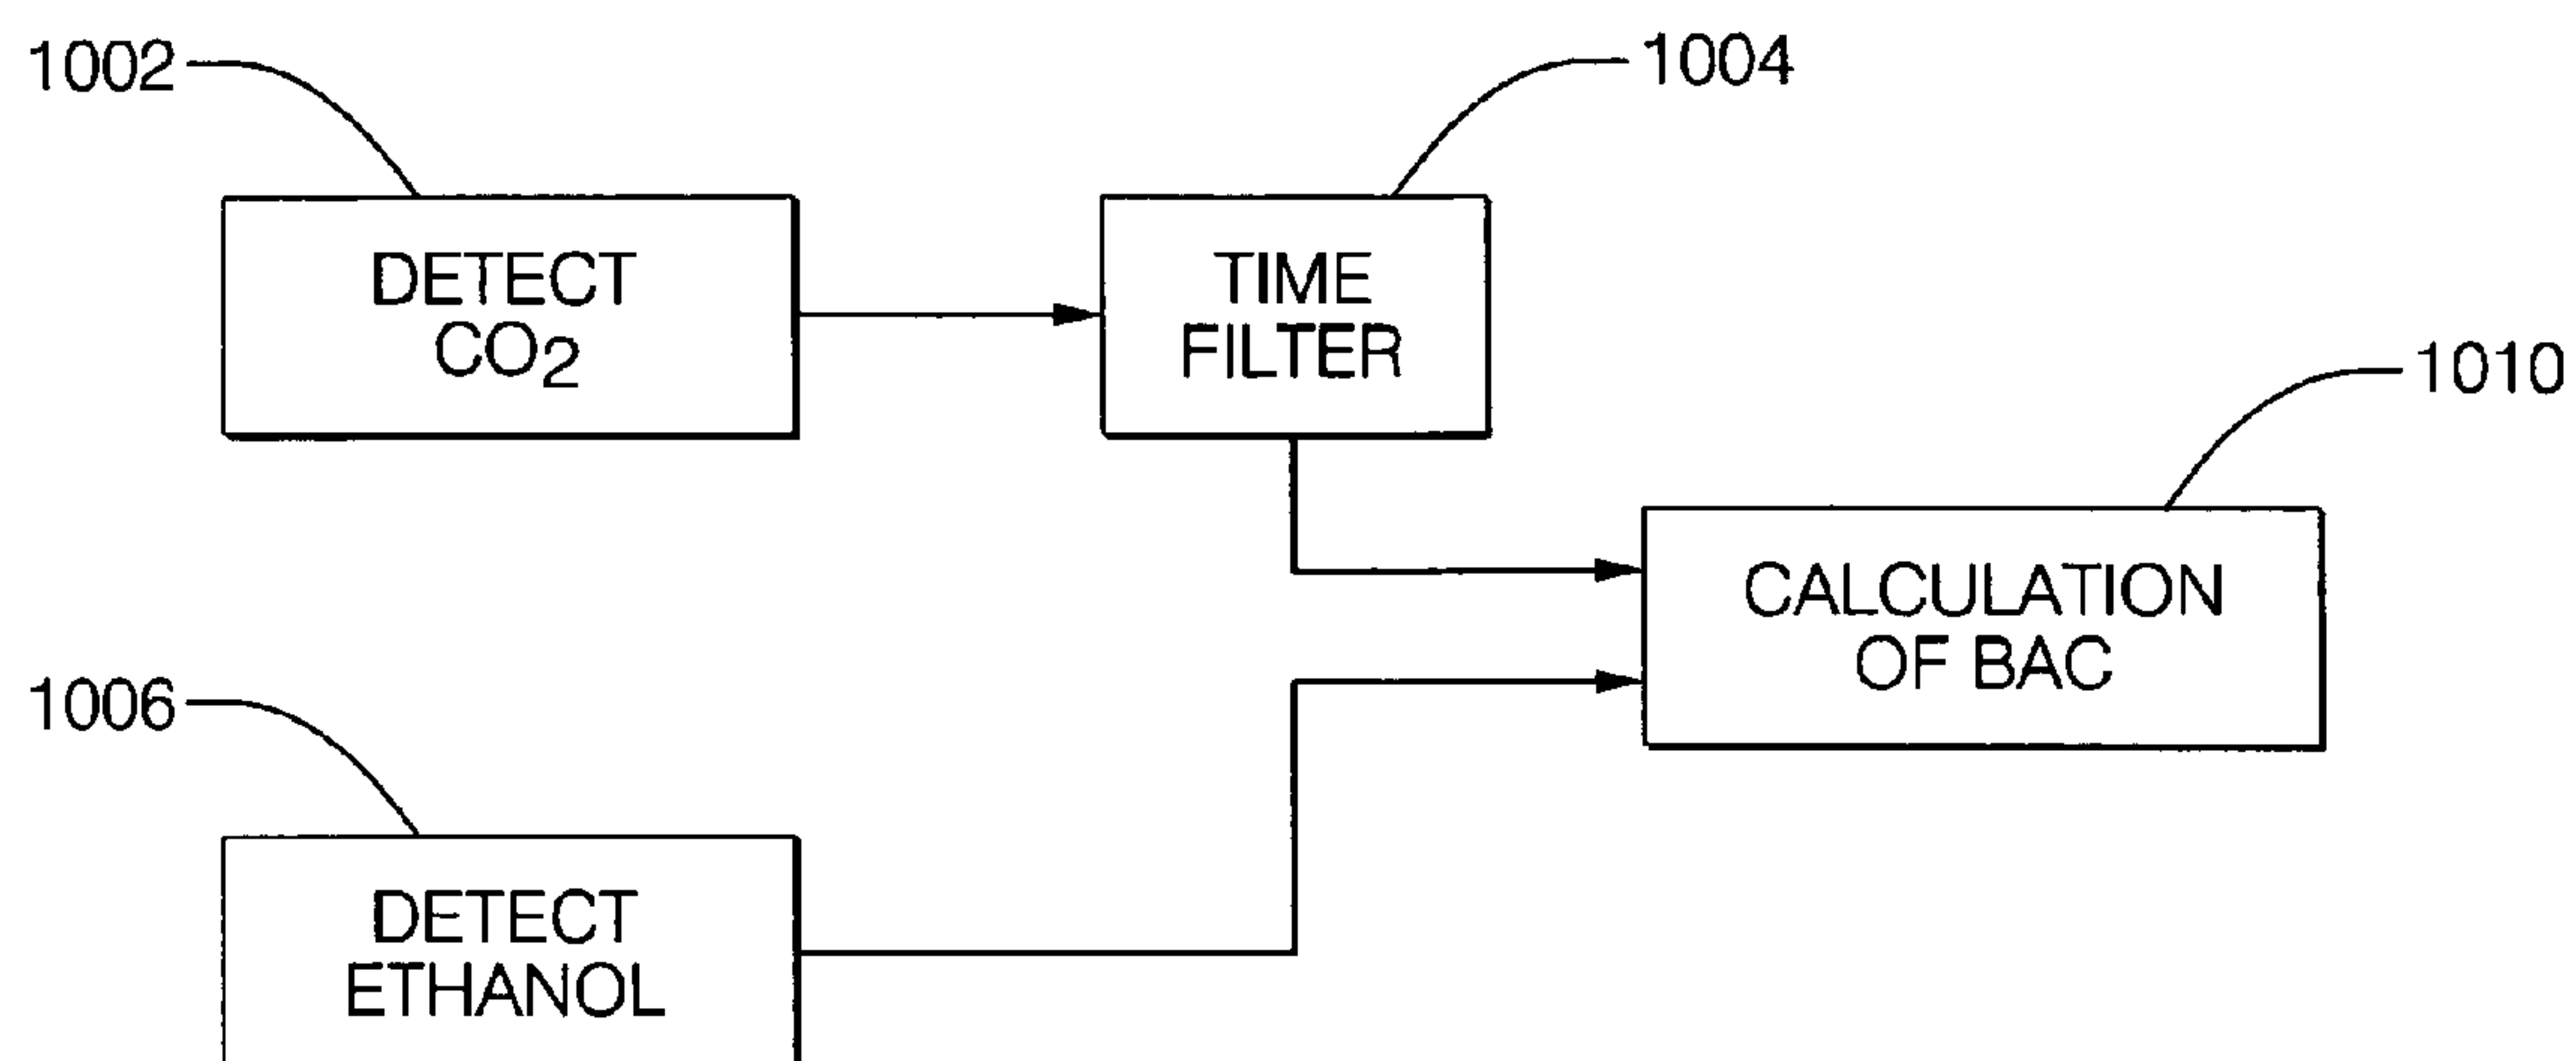 1002
1004
DETECT
CO2
TIME
FILTER
1010
CALCULATION
OF BAC
1006
DETECT
ETHANOL